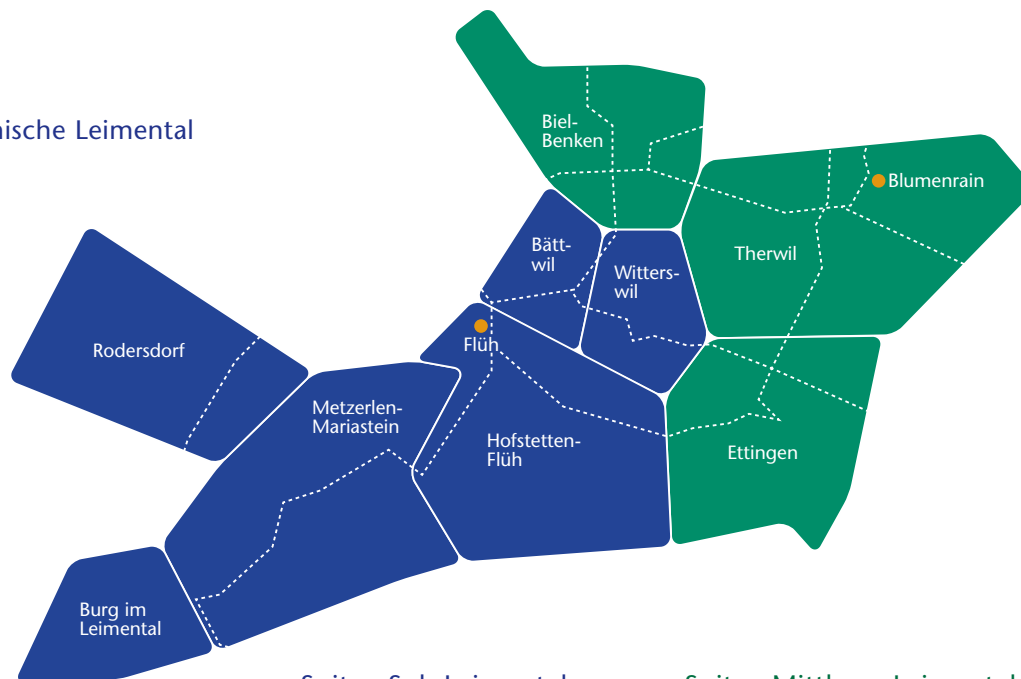 nische Leimental
Biel-
Benken
Blumenrain
Bätt-
wil
Therwil
Witters-
wil
Flüh
Rodersdorf
Metzerlen-
Mariastein
Hofstetten-
Flüh
Ettingen
Burg im
Leimental